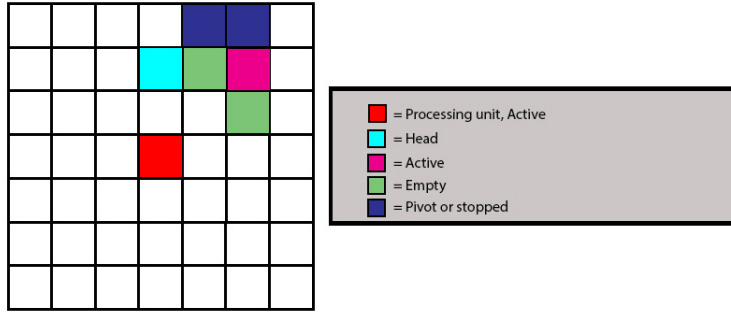 = Processing unit, Active
= Head
= Active
= Empty
= Pivot or stopped